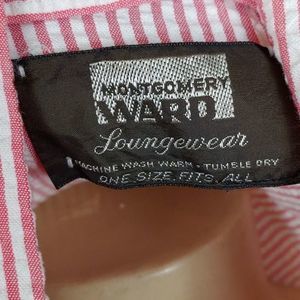 MONTGOMERY
WARD
Loungewear
MACHINE WASH WARM - TUMBLE DRY
ONE SIZE FITS ALL